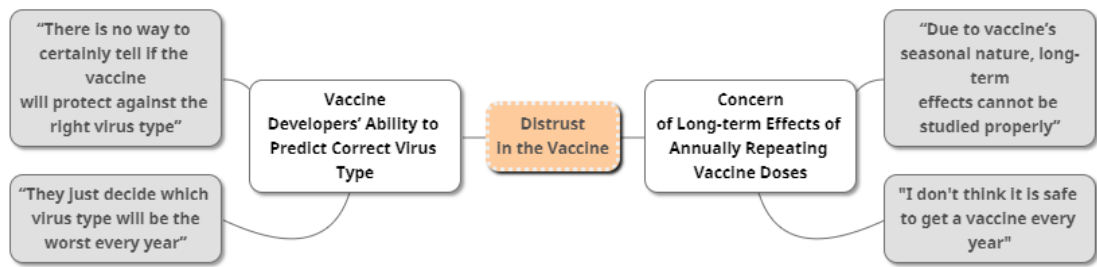 “There is no way to
certainly tell if the
vaccine
will protect against the
right virus type”
“They just decide which
virus type will be the
worst every year”
Vaccine
Developers’ Ability to
Predict Correct Virus
Type
Distrust
in the Vaccine
Concern
of Long-term Effects of
Annually Repeating
Vaccine Doses
“Due to vaccine’s
seasonal nature, long-
term
effects cannot be
studied properly”
"I don't think it is safe
to get a vaccine every
year"